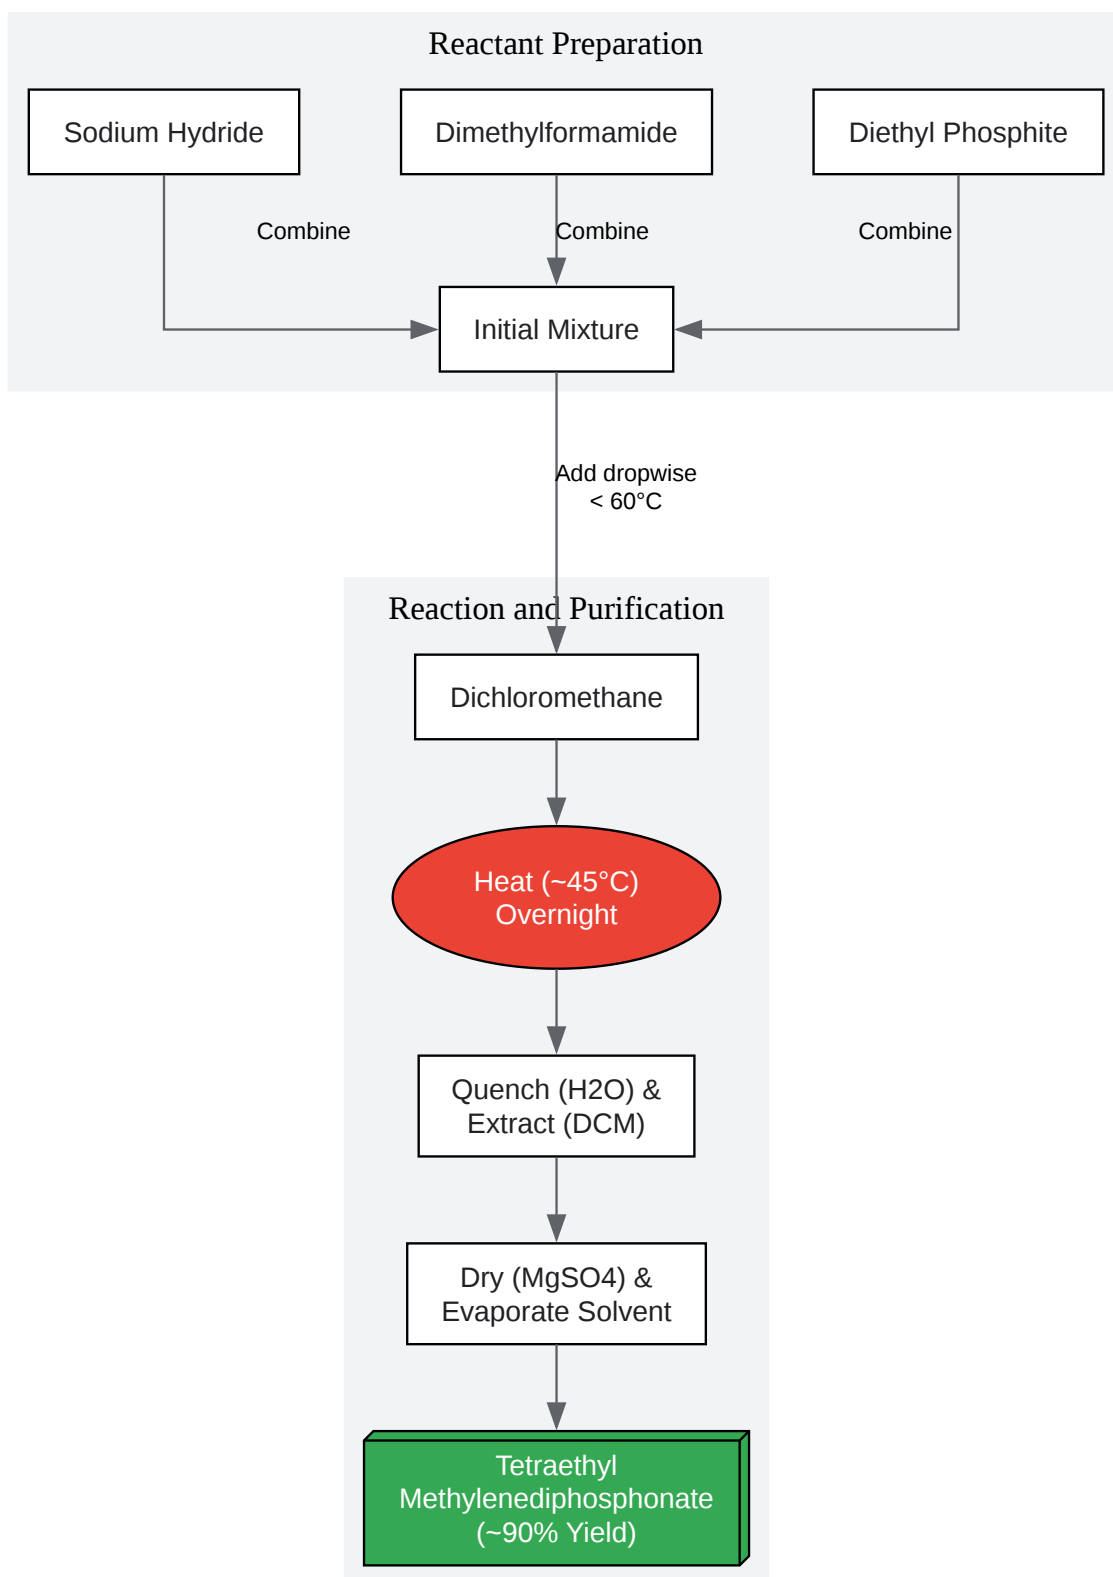 Reactant Preparation
Sodium Hydride
Dimethylformamide
Diethyl Phosphite
Combine
Combine
Combine
Initial Mixture
Add dropwise
< 60°C
Reaction and Purification
Dichloromethane
Heat (~45°C)
Overnight
Quench (H2O) &
Extract (DCM)
Dry (MgSO4) &
Evaporate Solvent
Tetraethyl
Methylenediphosphonate
(~90% Yield)